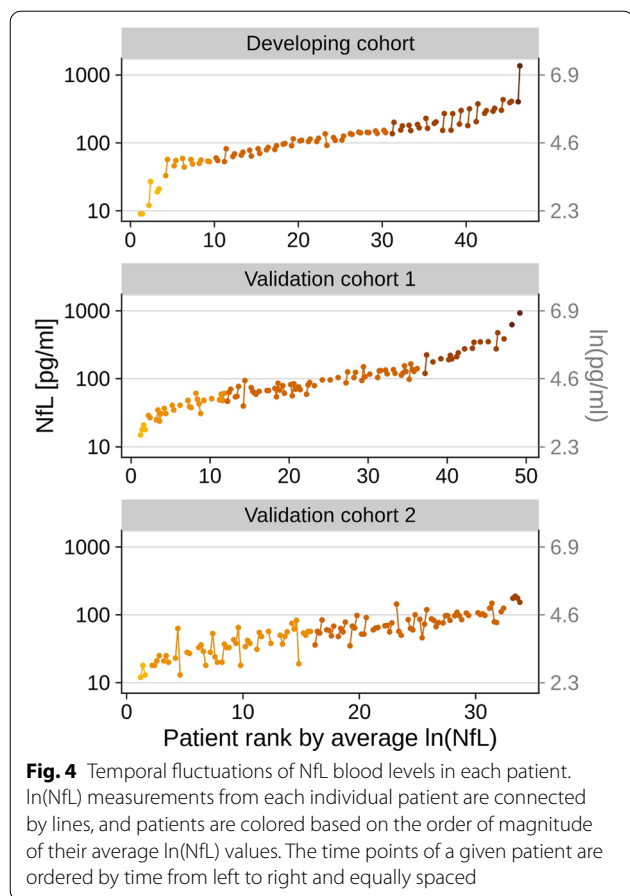 Developing cohort
1000
100
10
6.9
4.6
2.3
0 10 20 30 40
Validation cohort 1
1000
100
10
6.9
4.6
2.3
0 10 20 30 40 50
NfL [pg/ml]
ln(pg/ml)
Validation cohort 2
1000
100
10
6.9
4.6
2.3
0 10 20 30
Patient rank by average ln(NfL)
Fig. 4 Temporal fluctuations of NfL blood levels in each patient.
ln(NfL) measurements from each individual patient are connected
by lines, and patients are colored based on the order of magnitude
of their average ln(NfL) values. The time points of a given patient are
ordered by time from left to right and equally spaced